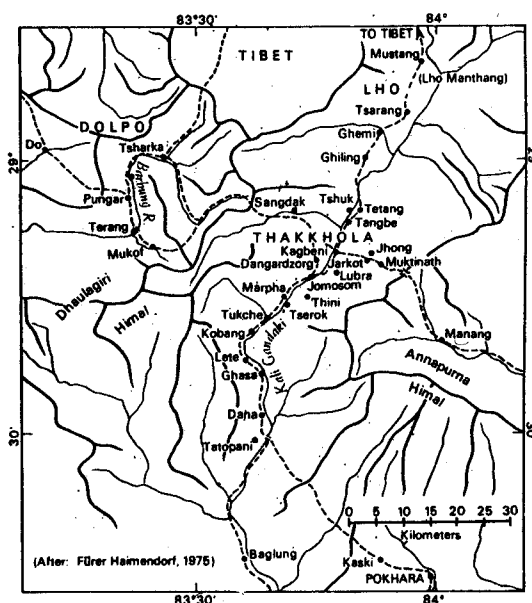 83°30'
84°
TO TIBET
Mustang
(Lho Manthang)
TIBET
LHO
Tsarang
DOLPO
Ghemi
Do
Tsharka
Ghiling
29°
Barbung R.
Pungar
Sangdak
Tshuk
Tetang
Terang
Tangbe
Mukot
THAKKHOLA
Kagbeni
Jhong
Dangardzorg
Jarkot
Muktinath
Lubra
Dhaulagiri
Himal
Jomosom
Marpha
Thini
Tukche
Tserok
Kobang
Kali Gandaki
Manang
Lete
Ghasa
Annapurna
Himal
Dana
30'
Tatopani
0 5 10 15 20 25 30
Kilometers
(After: Fürer Haimendorf, 1975)
Baglung
Kaski
POKHARA
83°30'
84°